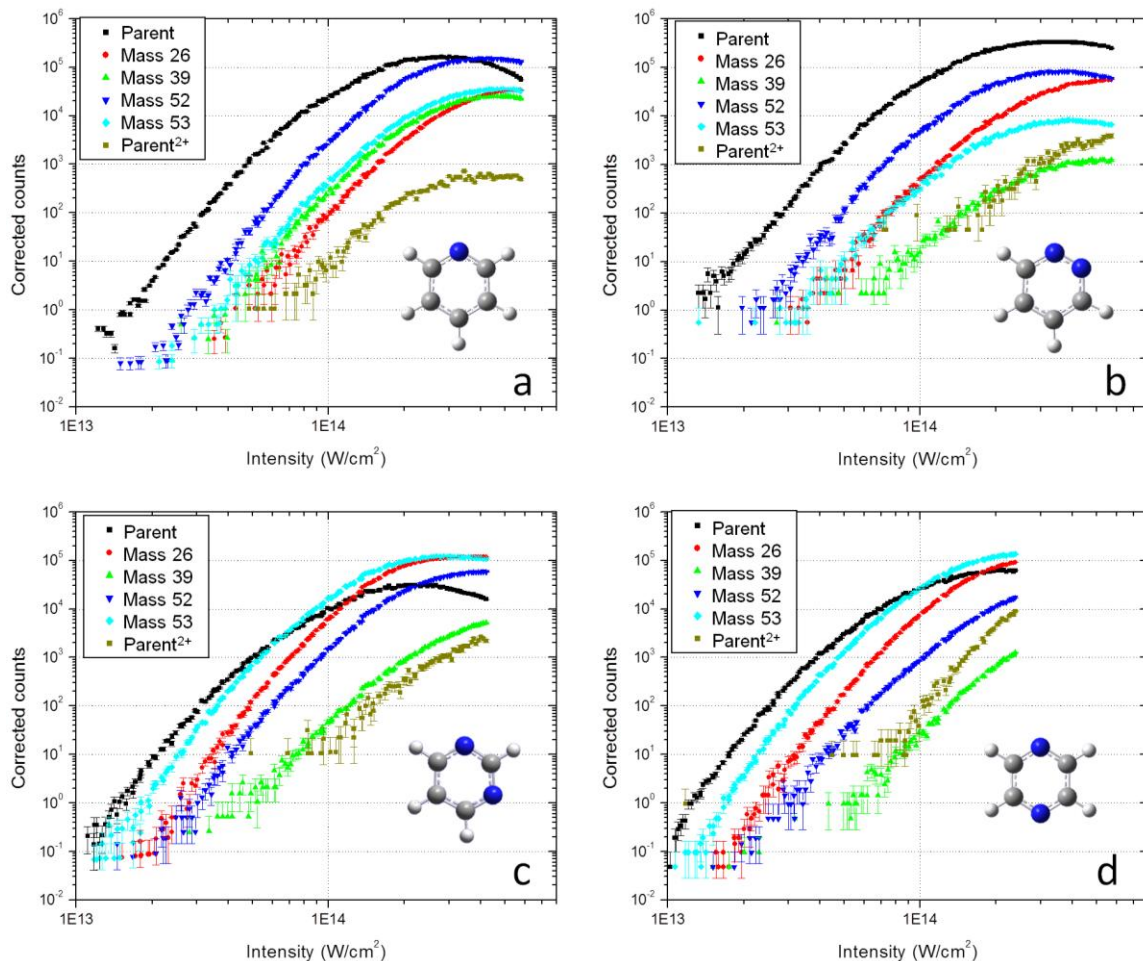 Parent
Mass 26
Mass 39
Mass 52
Mass 53
Parent²⁺
10⁶
10⁵
10⁴
10³
10²
10¹
10⁰
10⁻¹
10⁻²
Corrected counts
1E13
1E14
Intensity (W/cm²)
a
Parent
Mass 26
Mass 39
Mass 52
Mass 53
Parent²⁺
10⁶
10⁵
10⁴
10³
10²
10¹
10⁰
10⁻¹
10⁻²
Corrected counts
1E13
1E14
Intensity (W/cm²)
b
Parent
Mass 26
Mass 39
Mass 52
Mass 53
Parent²⁺
10⁶
10⁵
10⁴
10³
10²
10¹
10⁰
10⁻¹
10⁻²
Corrected counts
1E13
1E14
Intensity (W/cm²)
c
Parent
Mass 26
Mass 39
Mass 52
Mass 53
Parent²⁺
10⁶
10⁵
10⁴
10³
10²
10¹
10⁰
10⁻¹
10⁻²
Corrected counts
1E13
1E14
Intensity (W/cm²)
d